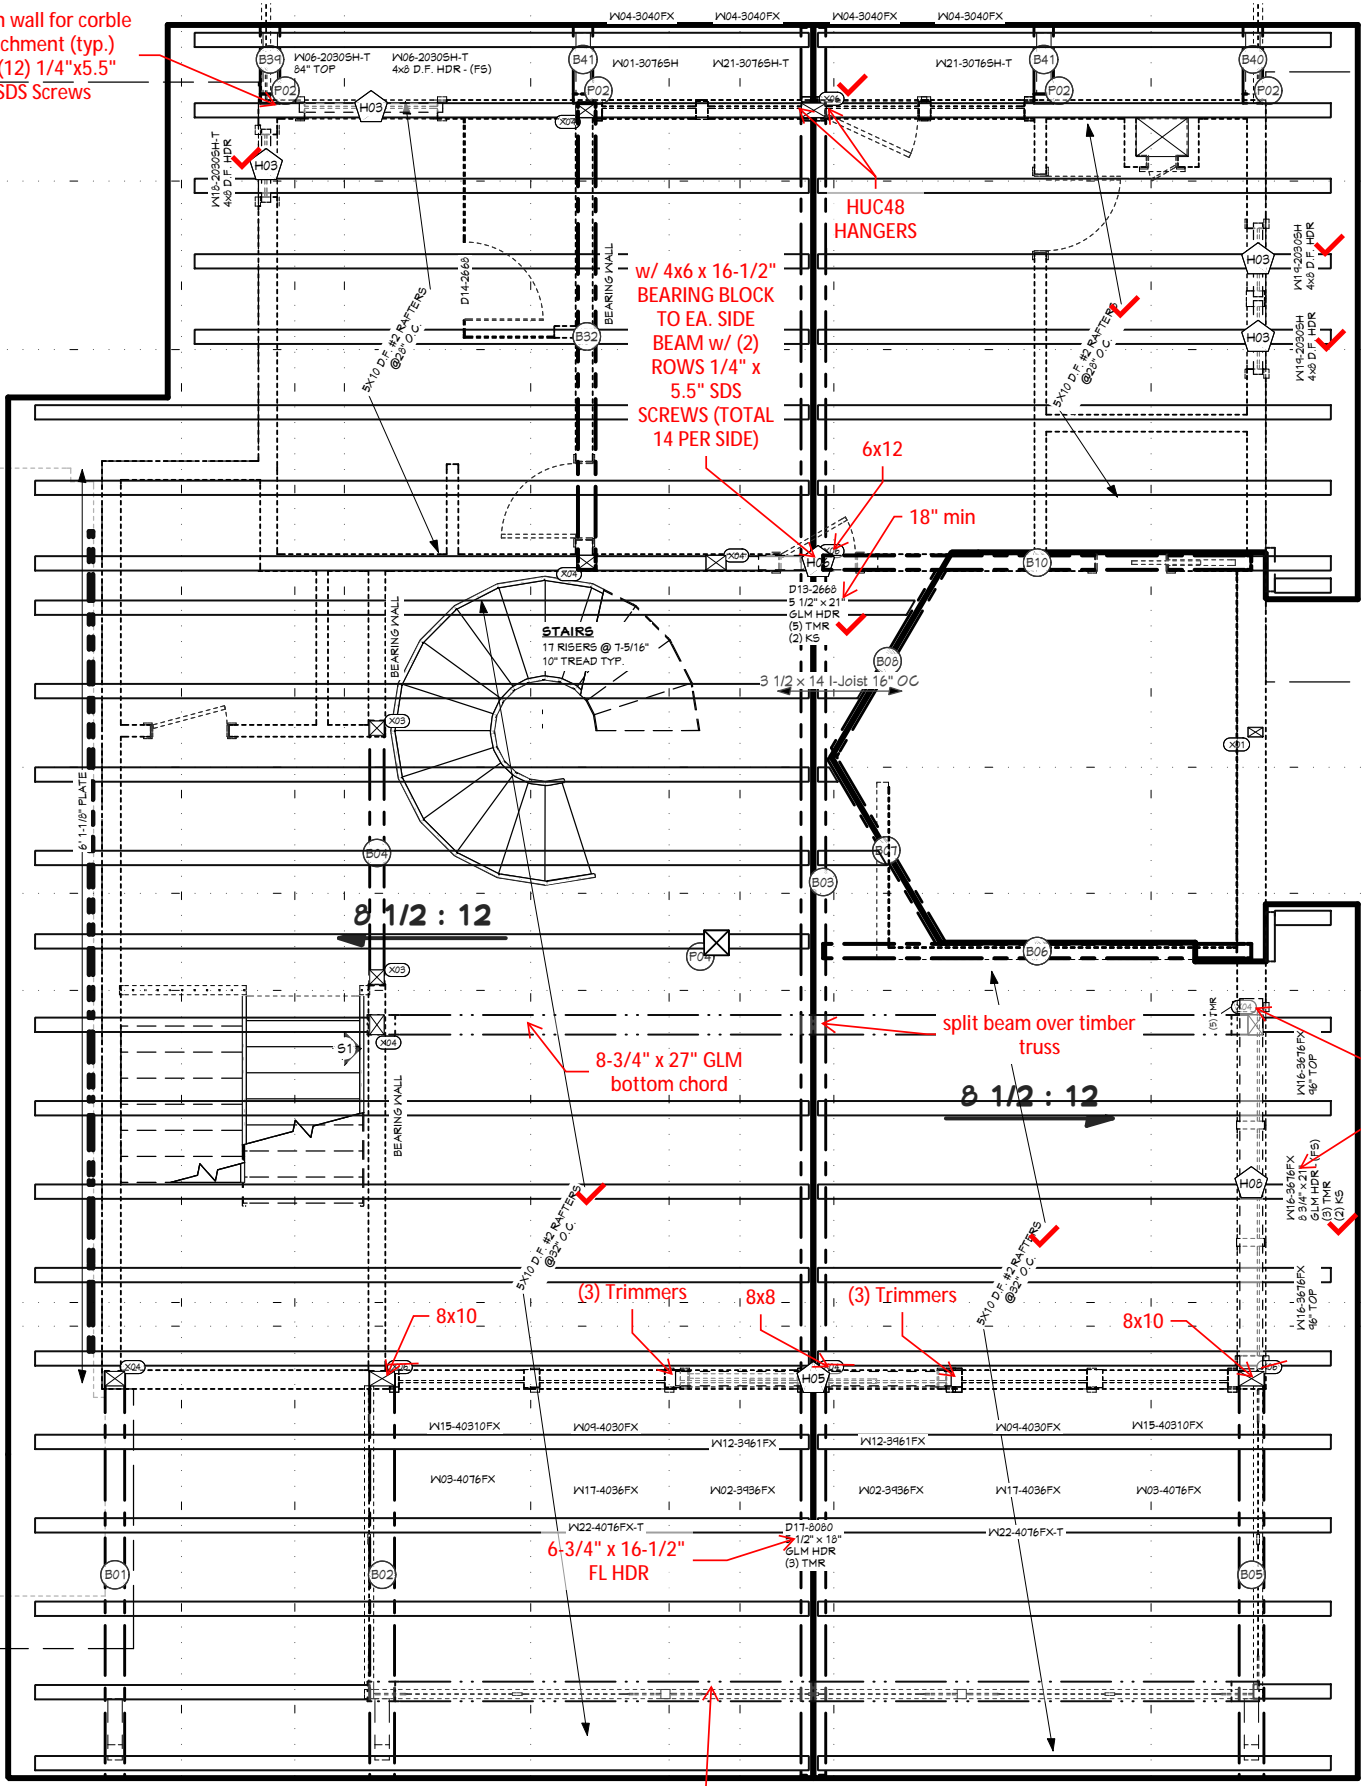 n wall for corble
chment (typ.)
(12) 1/4"x5.5"
SDS Screws
W04-3040FX
W04-3040FX
W04-3040FX
W04-3040FX
B39
W06-2030SH-T
84" TOP
W06-2030SH-T
4x8 D.F. HDR - (FS)
B41
W01-3076SH
W21-3076SH-T
W21-3076SH-T
B41
B40
P02
P02
P02
P02
H03
X04
X06
W18-2030SH-T
4x8 D.F. HDR
H03
HUC48
HANGERS
D14-2668
BEARING WALL
B32
5X10 D.F. #2 RAFTERS
@28" O.C.
w/ 4x6 x 16-1/2"
BEARING BLOCK
TO EA. SIDE
BEAM w/ (2)
ROWS 1/4" x
5.5" SDS
SCREWS (TOTAL
14 PER SIDE)
5X10 D.F. #2 RAFTERS
@28" O.C.
H03
W19-2030SH
4x8 D.F. HDR
H03
W19-2030SH
4x8 D.F. HDR
6x12
18" min
X04
X04
X06
B10
D13-2668
5 1/2" x 21"
GLM HDR
(5) TMR
(2) KS
BEARING WALL
STAIRS
17 RISERS @ 7-5/16"
10" TREAD TYP.
B08
3 1/2 x 14 I-Joist 16" OC
X03
X01
6' 1-1/8" PLATE
B04
B07
B03
8 1/2 : 12
P04
B06
X03
X04
S1
8-3/4" x 27" GLM
bottom chord
split beam over timber
truss
(5) TMR
X04
W16-3676FX
96" TOP
8 1/2 : 12
BEARING WALL
H08
W16-3676FX
8 3/4" x 21"
GLM HDR (FS)
(3) TMR
(2) KS
5X10 D.F. #2 RAFTERS
@32" O.C.
5X10 D.F. #2 RAFTERS
@32" O.C.
W16-3676FX
96" TOP
8x10
(3) Trimmers
8x8
(3) Trimmers
8x10
X04
H05
X06
W15-40310FX
W09-4030FX
W12-3961FX
W12-3961FX
W09-4030FX
W15-40310FX
W03-4076FX
W17-4036FX
W02-3936FX
W02-3936FX
W17-4036FX
W03-4076FX
W22-4076FX-T
D17-8080
5 1/2" x 18"
GLM HDR
(3) TMR
W22-4076FX-T
6-3/4" x 16-1/2"
FL HDR
B01
B02
B05